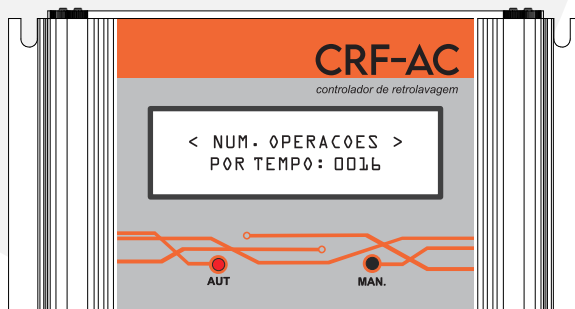 CRF-AC
controlador de retrolavagem
< NUM. OPERACOES >
POR TEMPO: 0016
AUT
MAN.